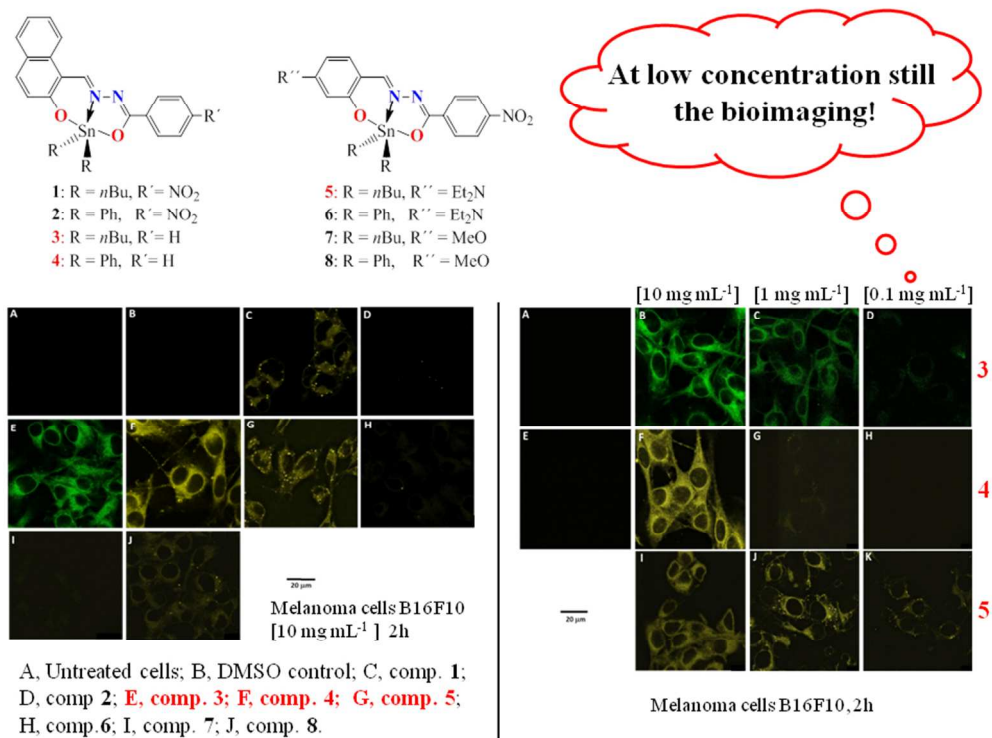 N N
O O
Sn
R R
R´
1: R = nBu, R´= NO2
2: R = Ph, R´= NO2
3: R = nBu, R´= H
4: R = Ph, R´= H
R´´
N N
NO2
O O
Sn
R R
5: R = nBu, R´´ = Et2N
6: R = Ph, R´´ = Et2N
7: R = nBu, R´´ = MeO
8: R = Ph, R´´ = MeO
At low concentration still
the bioimaging!
A B C D
E F G H
I J
20 µm
Melanoma cells B16F10
[10 mg mL-1 ] 2h
A, Untreated cells; B, DMSO control; C, comp. 1;
D, comp 2; E, comp. 3; F, comp. 4; G, comp. 5;
H, comp.6; I, comp. 7; J, comp. 8.
[10 mg mL-1] [1 mg mL-1] [0.1 mg mL-1]
A B C D 3
E F G H 4
I J K 5
20 µm
Melanoma cells B16F10, 2h